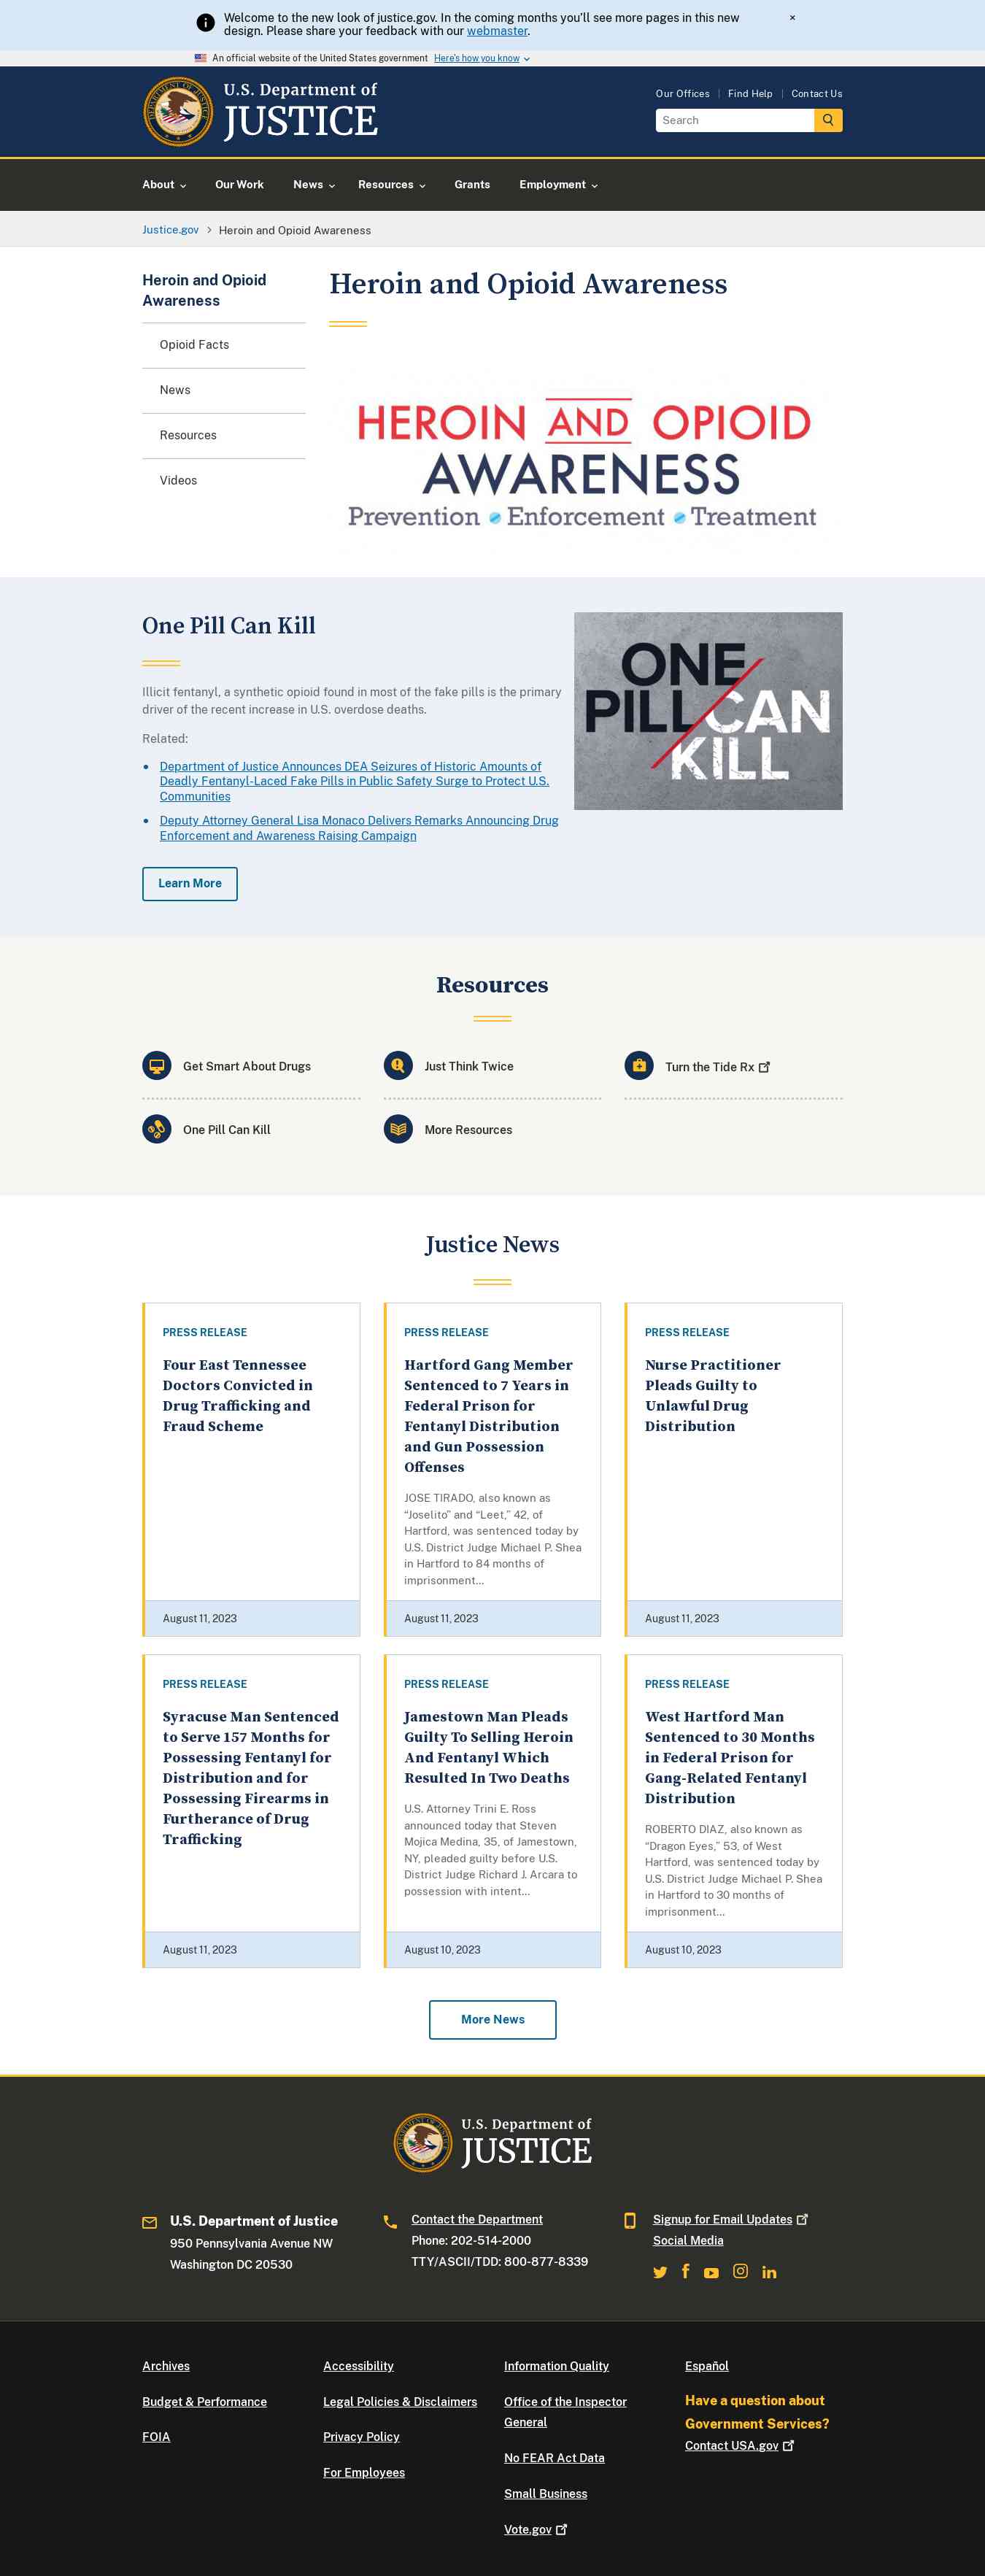 Welcome to the new look of justice.gov. In the coming months you'll see more pages in this new
design. Please share your feedback with our webmaster.
×
An official website of the United States government Here's how you know
U.S. Department of
JUSTICE
Our Offices
Find Help
Contact Us
Search
About
Our Work
News
Resources
Grants
Employment
Justice.gov
Heroin and Opioid Awareness
Heroin and Opioid
Awareness
Opioid Facts
News
Resources
Videos
Heroin and Opioid Awareness
HEROIN AND OPIOID
AWARENESS
Prevention Enforcement Treatment
One Pill Can Kill
Illicit fentanyl, a synthetic opioid found in most of the fake pills is the primary
driver of the recent increase in U.S. overdose deaths.
Related:
Department of Justice Announces DEA Seizures of Historic Amounts of
Deadly Fentanyl-Laced Fake Pills in Public Safety Surge to Protect U.S.
Communities
Deputy Attorney General Lisa Monaco Delivers Remarks Announcing Drug
Enforcement and Awareness Raising Campaign
Learn More
ONE
PILL CAN
KILL
Resources
Get Smart About Drugs
Just Think Twice
Turn the Tide Rx
One Pill Can Kill
More Resources
Justice News
PRESS RELEASE
Four East Tennessee
Doctors Convicted in
Drug Trafficking and
Fraud Scheme
August 11, 2023
PRESS RELEASE
Hartford Gang Member
Sentenced to 7 Years in
Federal Prison for
Fentanyl Distribution
and Gun Possession
Offenses
JOSE TIRADO, also known as
“Joselito” and “Leet,” 42, of
Hartford, was sentenced today by
U.S. District Judge Michael P. Shea
in Hartford to 84 months of
imprisonment...
August 11, 2023
PRESS RELEASE
Nurse Practitioner
Pleads Guilty to
Unlawful Drug
Distribution
August 11, 2023
PRESS RELEASE
Syracuse Man Sentenced
to Serve 157 Months for
Possessing Fentanyl for
Distribution and for
Possessing Firearms in
Furtherance of Drug
Trafficking
August 11, 2023
PRESS RELEASE
Jamestown Man Pleads
Guilty To Selling Heroin
And Fentanyl Which
Resulted In Two Deaths
U.S. Attorney Trini E. Ross
announced today that Steven
Mojica Medina, 35, of Jamestown,
NY, pleaded guilty before U.S.
District Judge Richard J. Arcara to
possession with intent...
August 10, 2023
PRESS RELEASE
West Hartford Man
Sentenced to 30 Months
in Federal Prison for
Gang-Related Fentanyl
Distribution
ROBERTO DIAZ, also known as
“Dragon Eyes,” 53, of West
Hartford, was sentenced today by
U.S. District Judge Michael P. Shea
in Hartford to 30 months of
imprisonment...
August 10, 2023
More News
U.S. Department of
JUSTICE
U.S. Department of Justice
950 Pennsylvania Avenue NW
Washington DC 20530
Contact the Department
Phone: 202-514-2000
TTY/ASCII/TDD: 800-877-8339
Signup for Email Updates
Social Media
Archives
Budget & Performance
FOIA
Accessibility
Legal Policies & Disclaimers
Privacy Policy
For Employees
Information Quality
Office of the Inspector
General
No FEAR Act Data
Small Business
Vote.gov
Español
Have a question about
Government Services?
Contact USA.gov